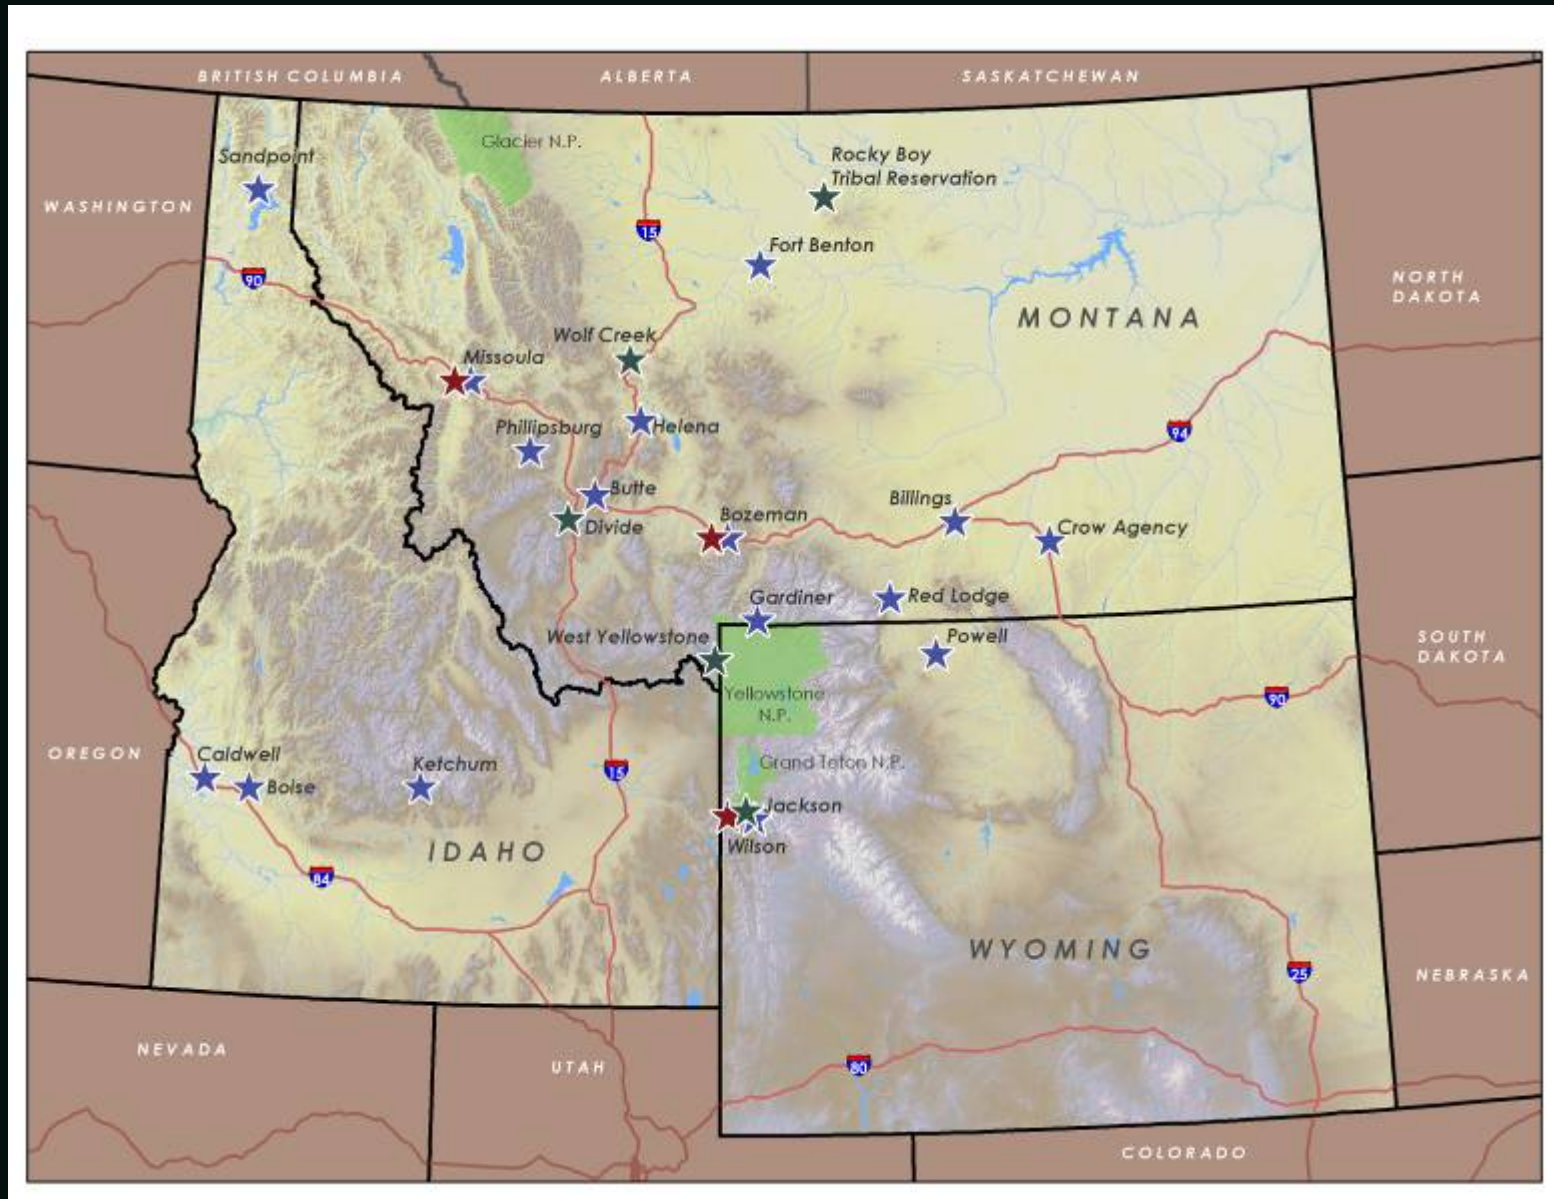 BRITISH COLUMBIA
ALBERTA
SASKATCHEWAN
Glacier N.P.
Sandpoint
Rocky Boy
Tribal Reservation
WASHINGTON
15
Fort Benton
90
NORTH
DAKOTA
MONTANA
Wolf Creek
Missoula
Phillipsburg
Helena
94
Butte
Billings
Divide
Bozeman
Crow Agency
Gardiner
Red Lodge
West Yellowstone
Powell
SOUTH
DAKOTA
Yellowstone
N.P.
90
OREGON
Caldwell
Boise
Ketchum
15
Grand Teton N.P.
Jackson
Wilson
IDAHO
84
WYOMING
25
NEBRASKA
NEVADA
UTAH
80
COLORADO